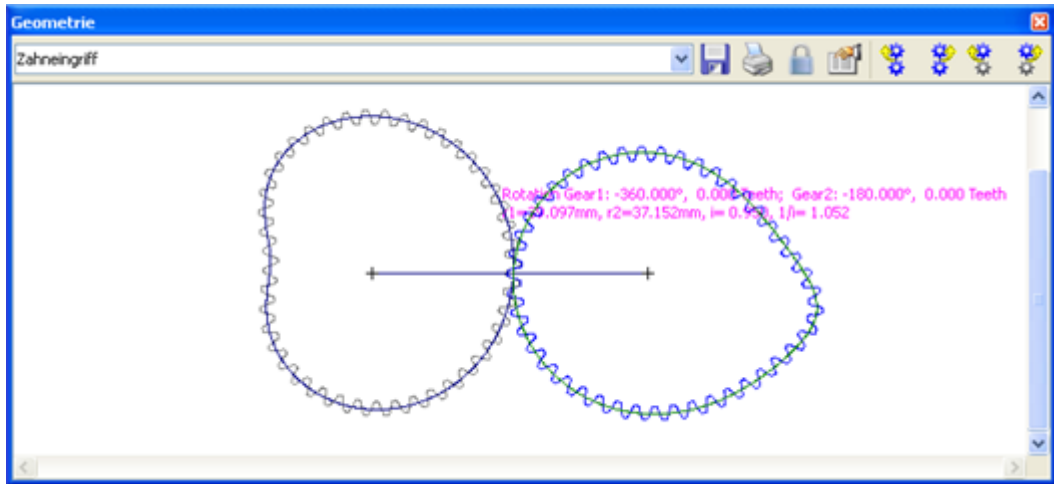 Geometrie
Zahneingriff
Rotation Gear1: -360.000°, 0.000 Teeth; Gear2: -180.000°, 0.000 Teeth
r2=37.152mm, i= 1/i= 1.052